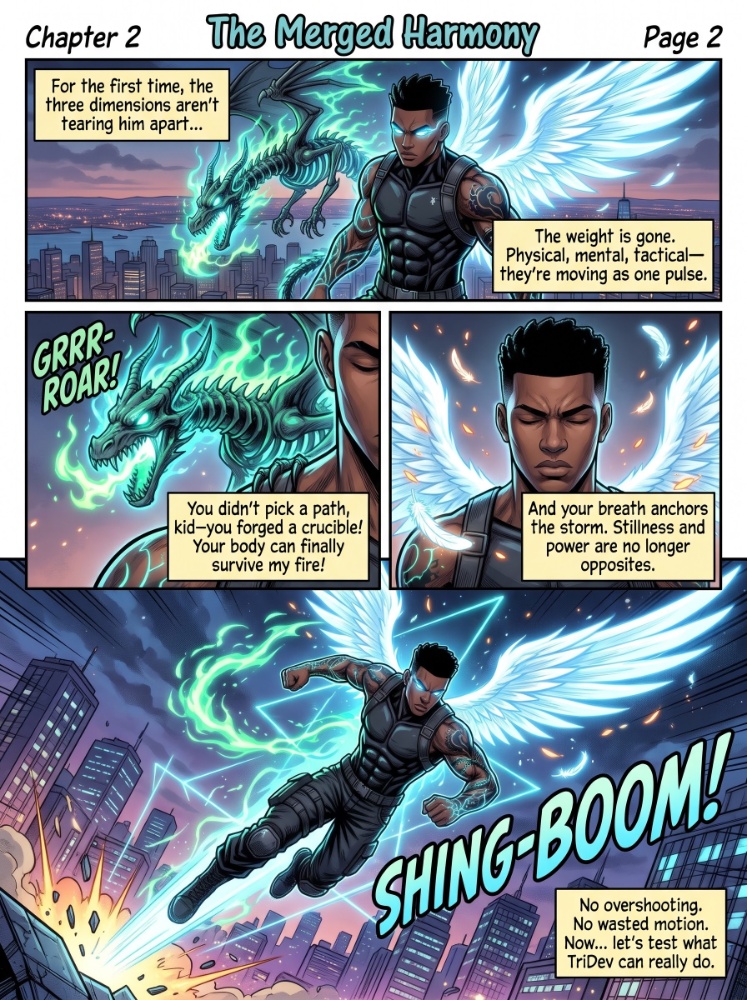 Chapter 2
The Merged Harmony
Page 2
For the first time, the
three dimensions aren't
tearing him apart...
The weight is gone.
Physical, mental, tactical—
they're moving as one pulse.
GRRR-
ROAR!
You didn't pick a path,
kid—you forged a crucible!
Your body can finally
survive my fire!
And your breath anchors
the storm. Stillness and
power are no longer
opposites.
SHING-BOOM!
No overshooting.
No wasted motion.
Now... let's test what
TriDev can really do.